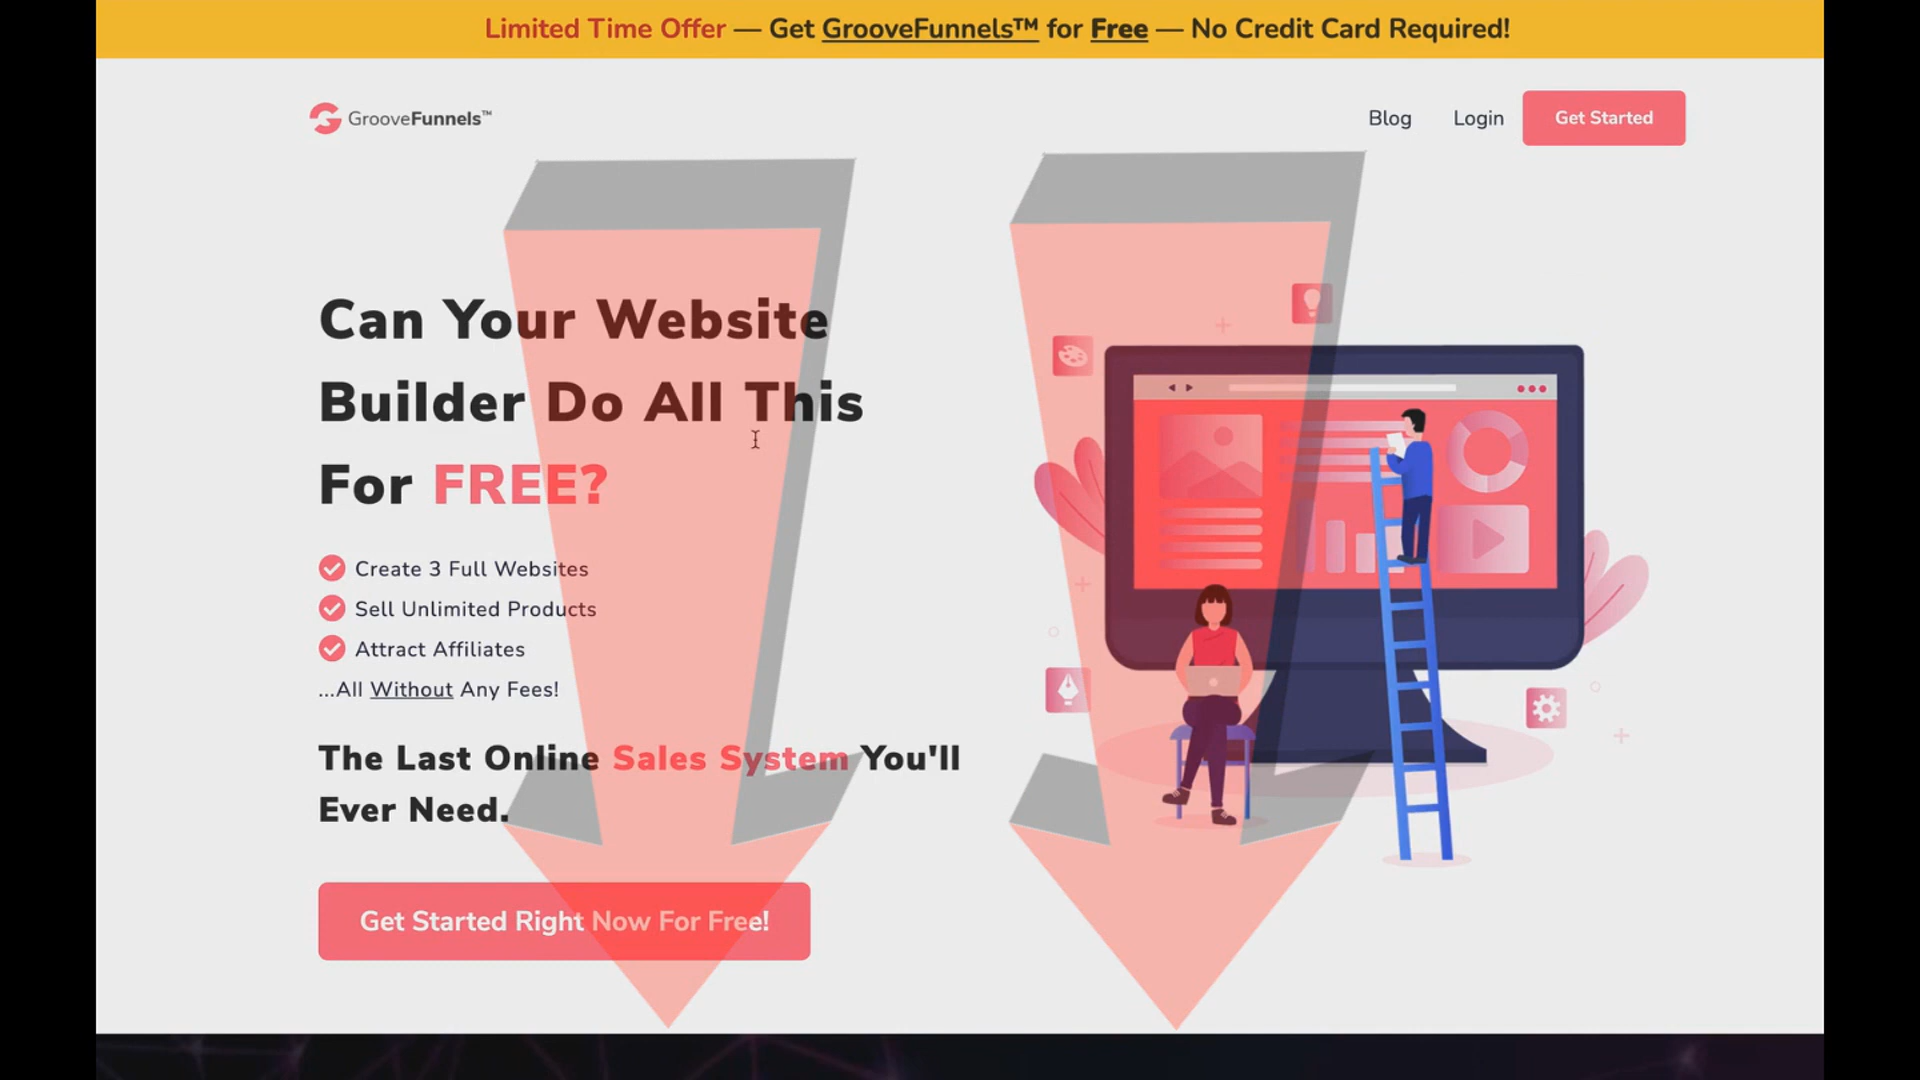 Limited Time Offer — Get GrooveFunnels™ for Free — No Credit Card Required!
GrooveFunnels™
Blog
Login
Get Started
Can Your Website
Builder Do All This
For FREE?
Create 3 Full Websites
Sell Unlimited Products
Attract Affiliates
...All Without Any Fees!
The Last Online Sales System You'll
Ever Need.
Get Started Right Now For Free!